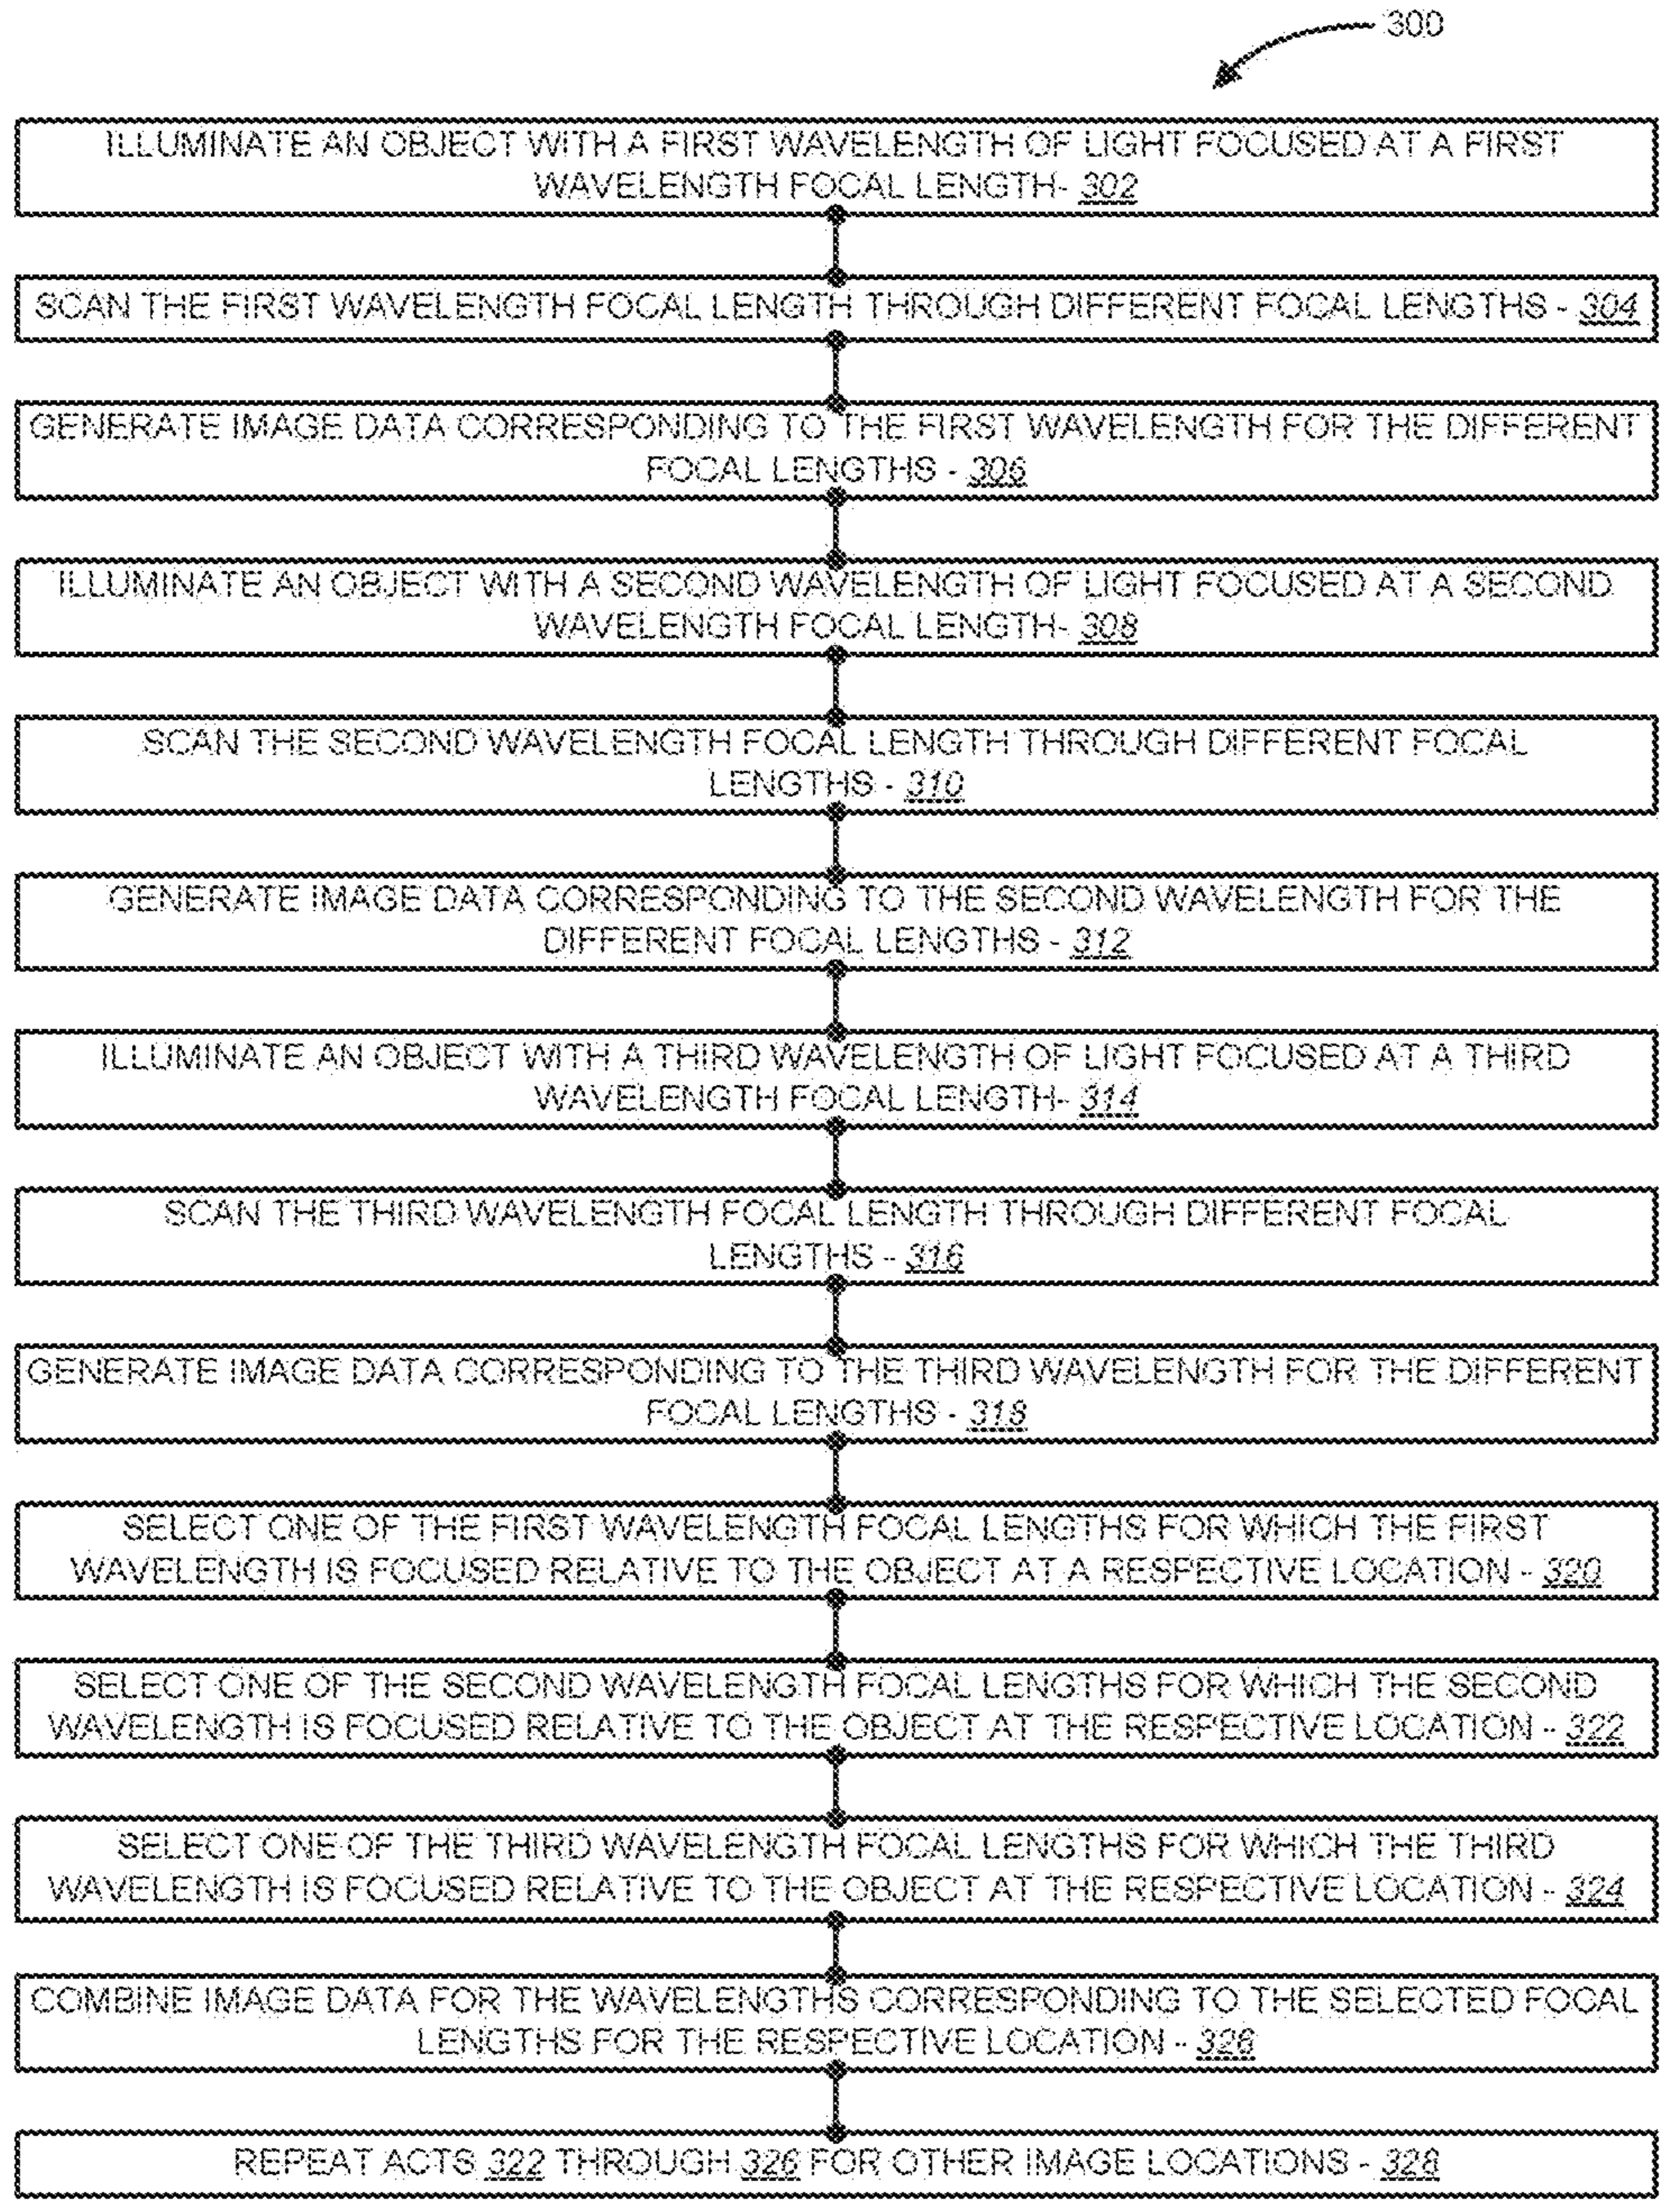 300
ILLUMINATE AN OBJECT WITH A FIRST WAVELENGTH OF LIGHT FOCUSED AT A FIRST
WAVELENGTH FOCAL LENGTH- 302
SCAN THE FIRST WAVELENGTH FOCAL LENGTH THROUGH DIFFERENT FOCAL LENGTHS - 304
GENERATE IMAGE DATA CORRESPONDING TO THE FIRST WAVELENGTH FOR THE DIFFERENT
FOCAL LENGTHS - 306
ILLUMINATE AN OBJECT WITH A SECOND WAVELENGTH OF LIGHT FOCUSED AT A SECOND
WAVELENGTH FOCAL LENGTH- 308
SCAN THE SECOND WAVELENGTH FOCAL LENGTH THROUGH DIFFERENT FOCAL
LENGTHS - 310
GENERATE IMAGE DATA CORRESPONDING TO THE SECOND WAVELENGTH FOR THE
DIFFERENT FOCAL LENGTHS - 312
ILLUMINATE AN OBJECT WITH A THIRD WAVELENGTH OF LIGHT FOCUSED AT A THIRD
WAVELENGTH FOCAL LENGTH- 314
SCAN THE THIRD WAVELENGTH FOCAL LENGTH THROUGH DIFFERENT FOCAL
LENGTHS - 316
GENERATE IMAGE DATA CORRESPONDING TO THE THIRD WAVELENGTH FOR THE DIFFERENT
FOCAL LENGTHS - 318
SELECT ONE OF THE FIRST WAVELENGTH FOCAL LENGTHS FOR WHICH THE FIRST
WAVELENGTH IS FOCUSED RELATIVE TO THE OBJECT AT A RESPECTIVE LOCATION - 320
SELECT ONE OF THE SECOND WAVELENGTH FOCAL LENGTHS FOR WHICH THE SECOND
WAVELENGTH IS FOCUSED RELATIVE TO THE OBJECT AT THE RESPECTIVE LOCATION - 322
SELECT ONE OF THE THIRD WAVELENGTH FOCAL LENGTHS FOR WHICH THE THIRD
WAVELENGTH IS FOCUSED RELATIVE TO THE OBJECT AT THE RESPECTIVE LOCATION - 324
COMBINE IMAGE DATA FOR THE WAVELENGTHS CORRESPONDING TO THE SELECTED FOCAL
LENGTHS FOR THE RESPECTIVE LOCATION - 326
REPEAT ACTS 322 THROUGH 326 FOR OTHER IMAGE LOCATIONS - 328